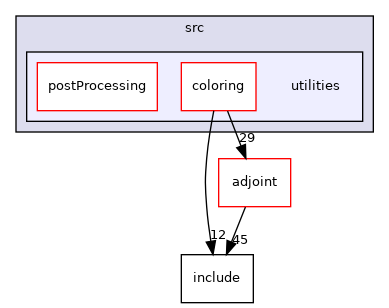 src
postProcessing
coloring
utilities
29
adjoint
12
45
include